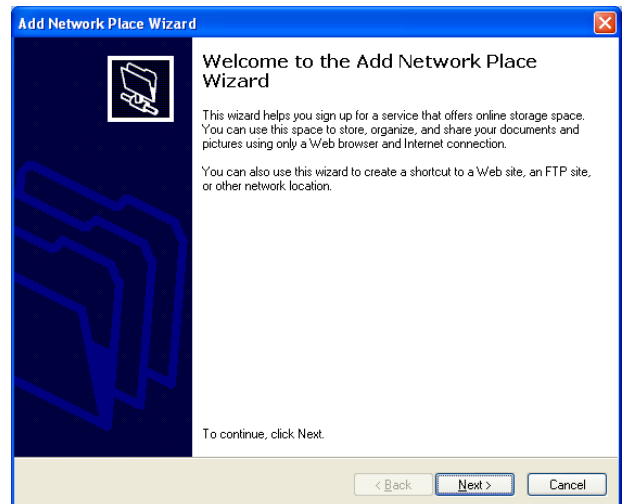 Add Network Place Wizard
Welcome to the Add Network Place
Wizard
This wizard helps you sign up for a service that offers online storage space.
You can use this space to store, organize, and share your documents and
pictures using only a Web browser and Internet connection.
You can also use this wizard to create a shortcut to a Web site, an FTP site,
or other network location.
To continue, click Next.
< Back
Next >
Cancel